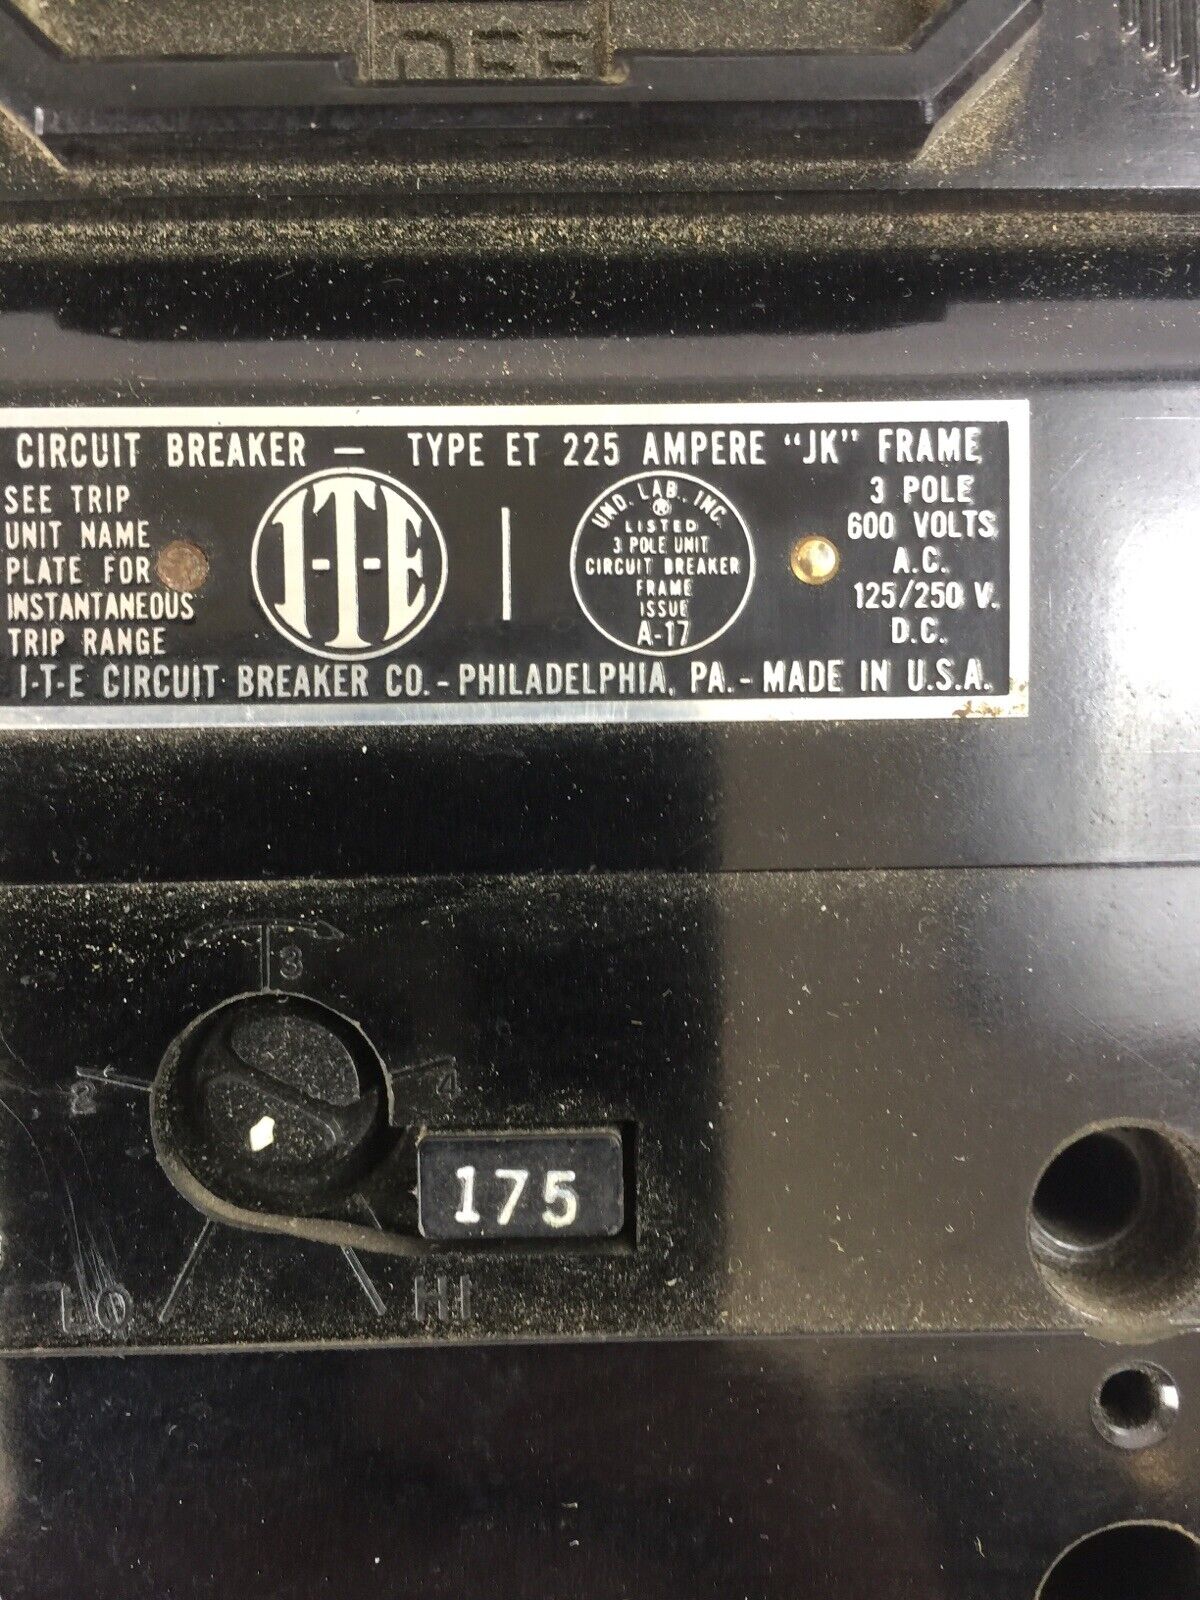 OFF
CIRCUIT BREAKER — TYPE ET 225 AMPERE "JK" FRAME
SEE TRIP
UNIT NAME
PLATE FOR
INSTANTANEOUS
TRIP RANGE
I-T-E
UND. LAB., INC.
LISTED
3 POLE UNIT
CIRCUIT BREAKER
FRAME
ISSUE
A-17
3 POLE
600 VOLTS
A.C.
125/250 V.
D.C.
I-T-E CIRCUIT BREAKER CO. - PHILADELPHIA, PA. - MADE IN U.S.A.
3
2
4
175
LO
HI